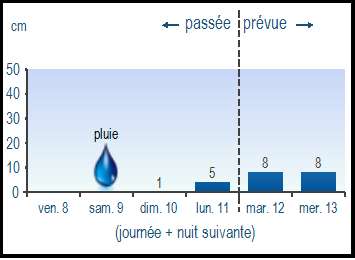 passée prévue
cm
50
40
30
20
10
0
pluie
1
5
8
8
ven. 8 sam. 9 dim. 10 lun. 11 mar. 12 mer. 13
(journée + nuit suivante)